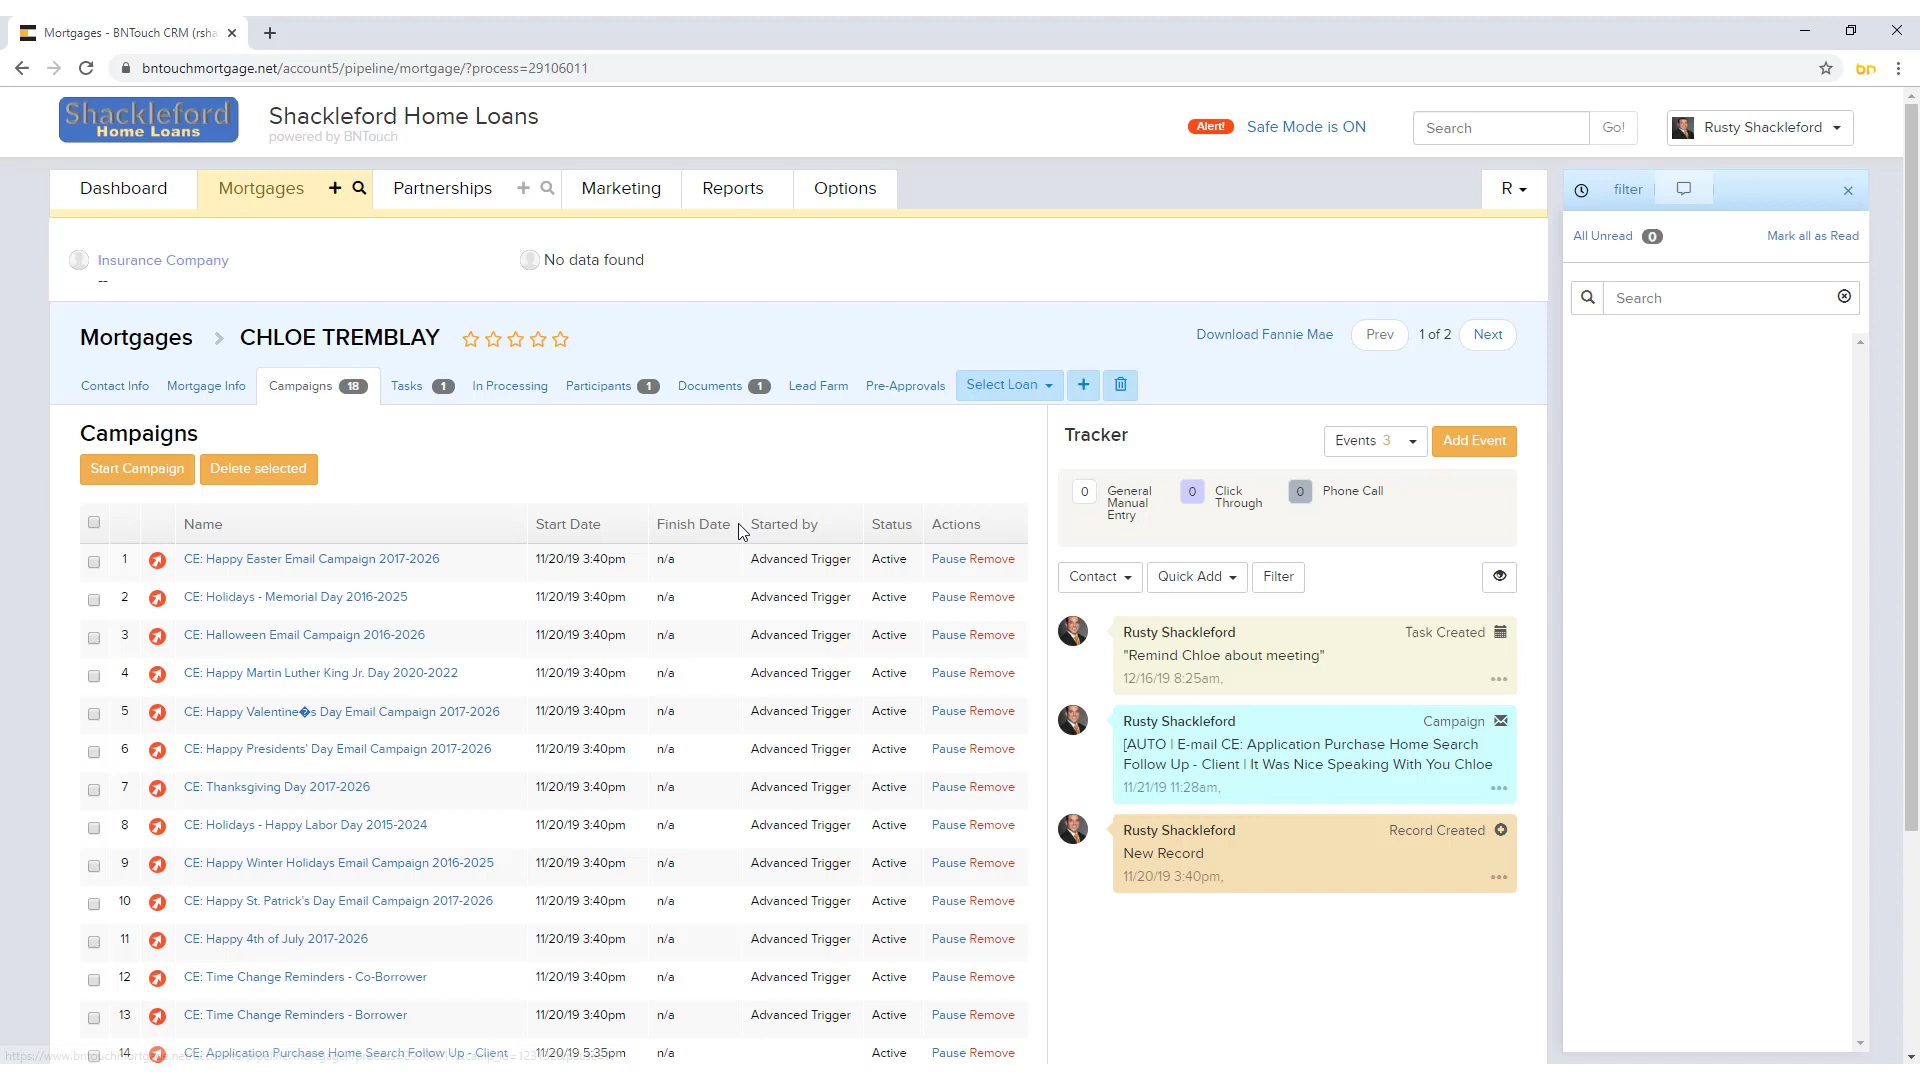 Mortgages - BNTouch CRM (rsha
bntouchmortgage.net/account5/pipeline/mortgage/?process=29106011
bn
Shackleford
Home Loans
Shackleford Home Loans
powered by BNTouch
Alert! Safe Mode is ON
Search Go!
Rusty Shackleford
Dashboard Mortgages Partnerships Marketing Reports Options R
filter
All Unread 0 Mark all as Read
Search
Insurance Company
--
No data found
Mortgages > CHLOE TREMBLAY
Download Fannie Mae Prev 1 of 2 Next
Contact Info Mortgage Info Campaigns 18 Tasks 1 In Processing Participants 1 Documents 1 Lead Farm Pre-Approvals Select Loan +
Campaigns
Start Campaign Delete selected
Name Start Date Finish Date Started by Status Actions
1 CE: Happy Easter Email Campaign 2017-2026 11/20/19 3:40pm n/a Advanced Trigger Active Pause Remove
2 CE: Holidays - Memorial Day 2016-2025 11/20/19 3:40pm n/a Advanced Trigger Active Pause Remove
3 CE: Halloween Email Campaign 2016-2026 11/20/19 3:40pm n/a Advanced Trigger Active Pause Remove
4 CE: Happy Martin Luther King Jr. Day 2020-2022 11/20/19 3:40pm n/a Advanced Trigger Active Pause Remove
5 CE: Happy Valentine�s Day Email Campaign 2017-2026 11/20/19 3:40pm n/a Advanced Trigger Active Pause Remove
6 CE: Happy Presidents' Day Email Campaign 2017-2026 11/20/19 3:40pm n/a Advanced Trigger Active Pause Remove
7 CE: Thanksgiving Day 2017-2026 11/20/19 3:40pm n/a Advanced Trigger Active Pause Remove
8 CE: Holidays - Happy Labor Day 2015-2024 11/20/19 3:40pm n/a Advanced Trigger Active Pause Remove
9 CE: Happy Winter Holidays Email Campaign 2016-2025 11/20/19 3:40pm n/a Advanced Trigger Active Pause Remove
10 CE: Happy St. Patrick's Day Email Campaign 2017-2026 11/20/19 3:40pm n/a Advanced Trigger Active Pause Remove
11 CE: Happy 4th of July 2017-2026 11/20/19 3:40pm n/a Advanced Trigger Active Pause Remove
12 CE: Time Change Reminders - Co-Borrower 11/20/19 3:40pm n/a Advanced Trigger Active Pause Remove
13 CE: Time Change Reminders - Borrower 11/20/19 3:40pm n/a Advanced Trigger Active Pause Remove
14 CE: Application Purchase Home Search Follow Up - Client 11/20/19 5:35pm n/a Active Pause Remove
Tracker
Events 3 Add Event
0 General Manual Entry
0 Click Through
0 Phone Call
Contact Quick Add Filter
Rusty Shackleford Task Created
"Remind Chloe about meeting"
12/16/19 8:25am,
Rusty Shackleford Campaign
[AUTO | E-mail CE: Application Purchase Home Search
Follow Up - Client | It Was Nice Speaking With You Chloe
11/21/19 11:28am,
Rusty Shackleford Record Created
New Record
11/20/19 3:40pm,